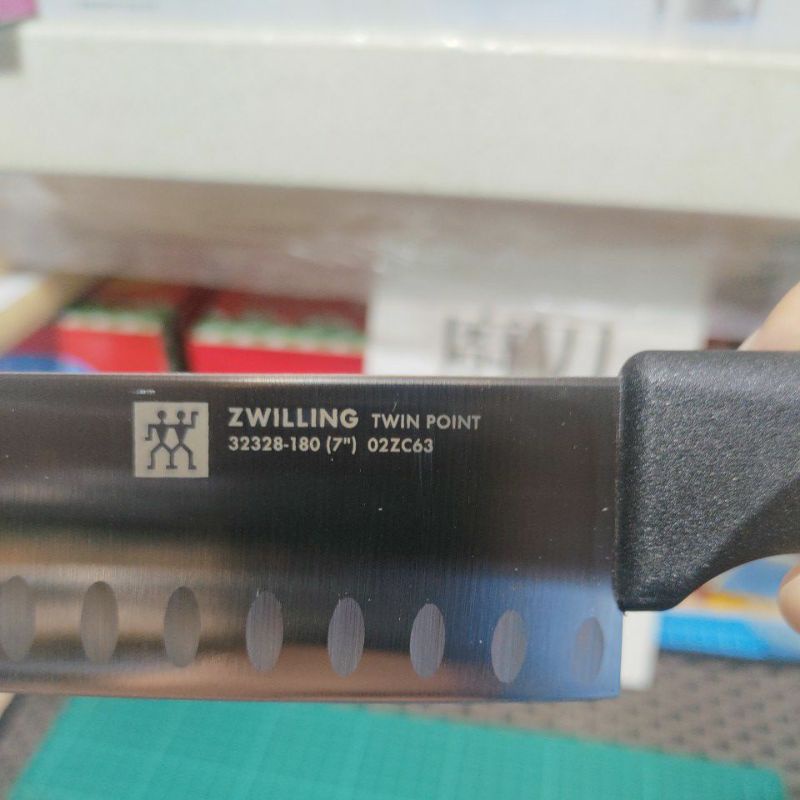 ZWILLING TWIN POINT
32328-180 (7") 02ZC63